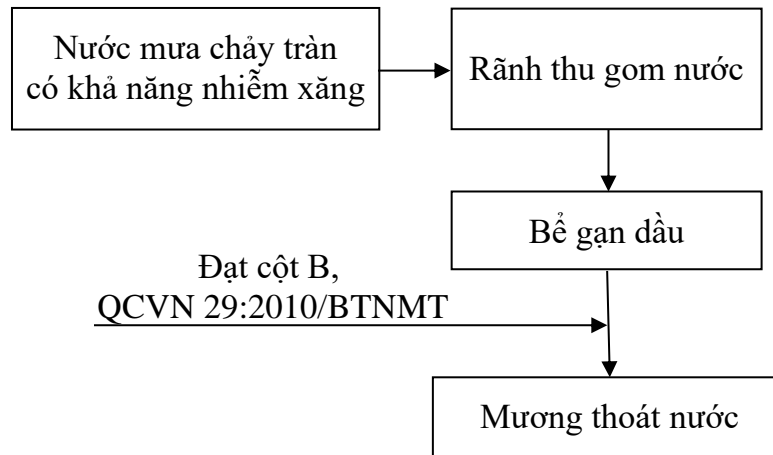 Nước mưa chảy tràn
có khả năng nhiễm xăng
Rãnh thu gom nước
Bể gạn dầu
Đạt cột B,
QCVN 29:2010/BTNMT
Mương thoát nước